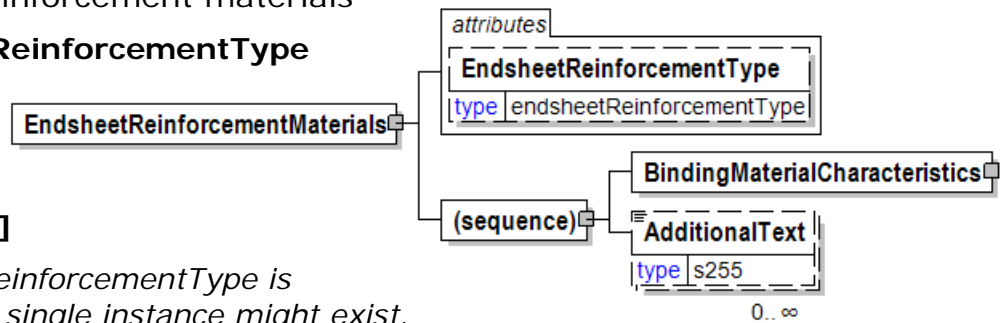 inforcement materials
attributes
ReinforcementType
EndsheetReinforcementType
type endsheetReinforcementType
EndsheetReinforcementMaterials
BindingMaterialCharacteristics
(sequence)
]
AdditionalText
type s255
einforcementType is
single instance might exist.
0.. ∞